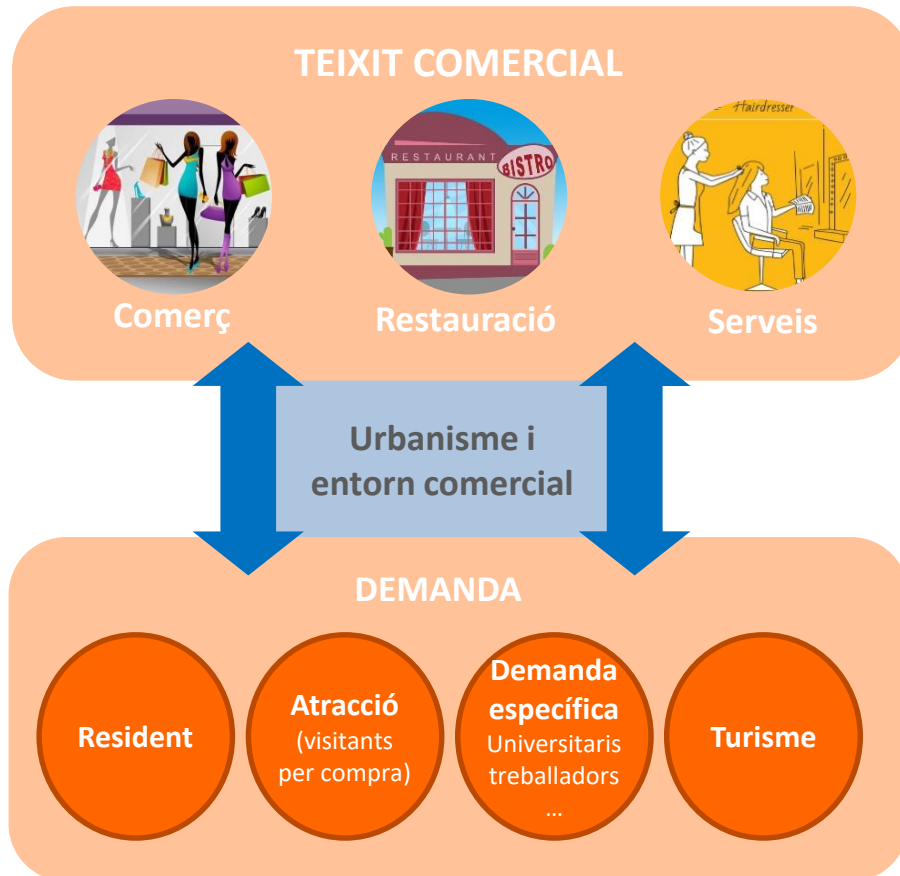 TEIXIT COMERCIAL
Hairdresser
RESTAURANT
BISTRO
Comerç
Restauració
Serveis
Urbanisme i
entorn comercial
DEMANDA
Resident
Atracció
(visitants
per compra)
Demanda
específica
Universitaris
treballadors
...
Turisme